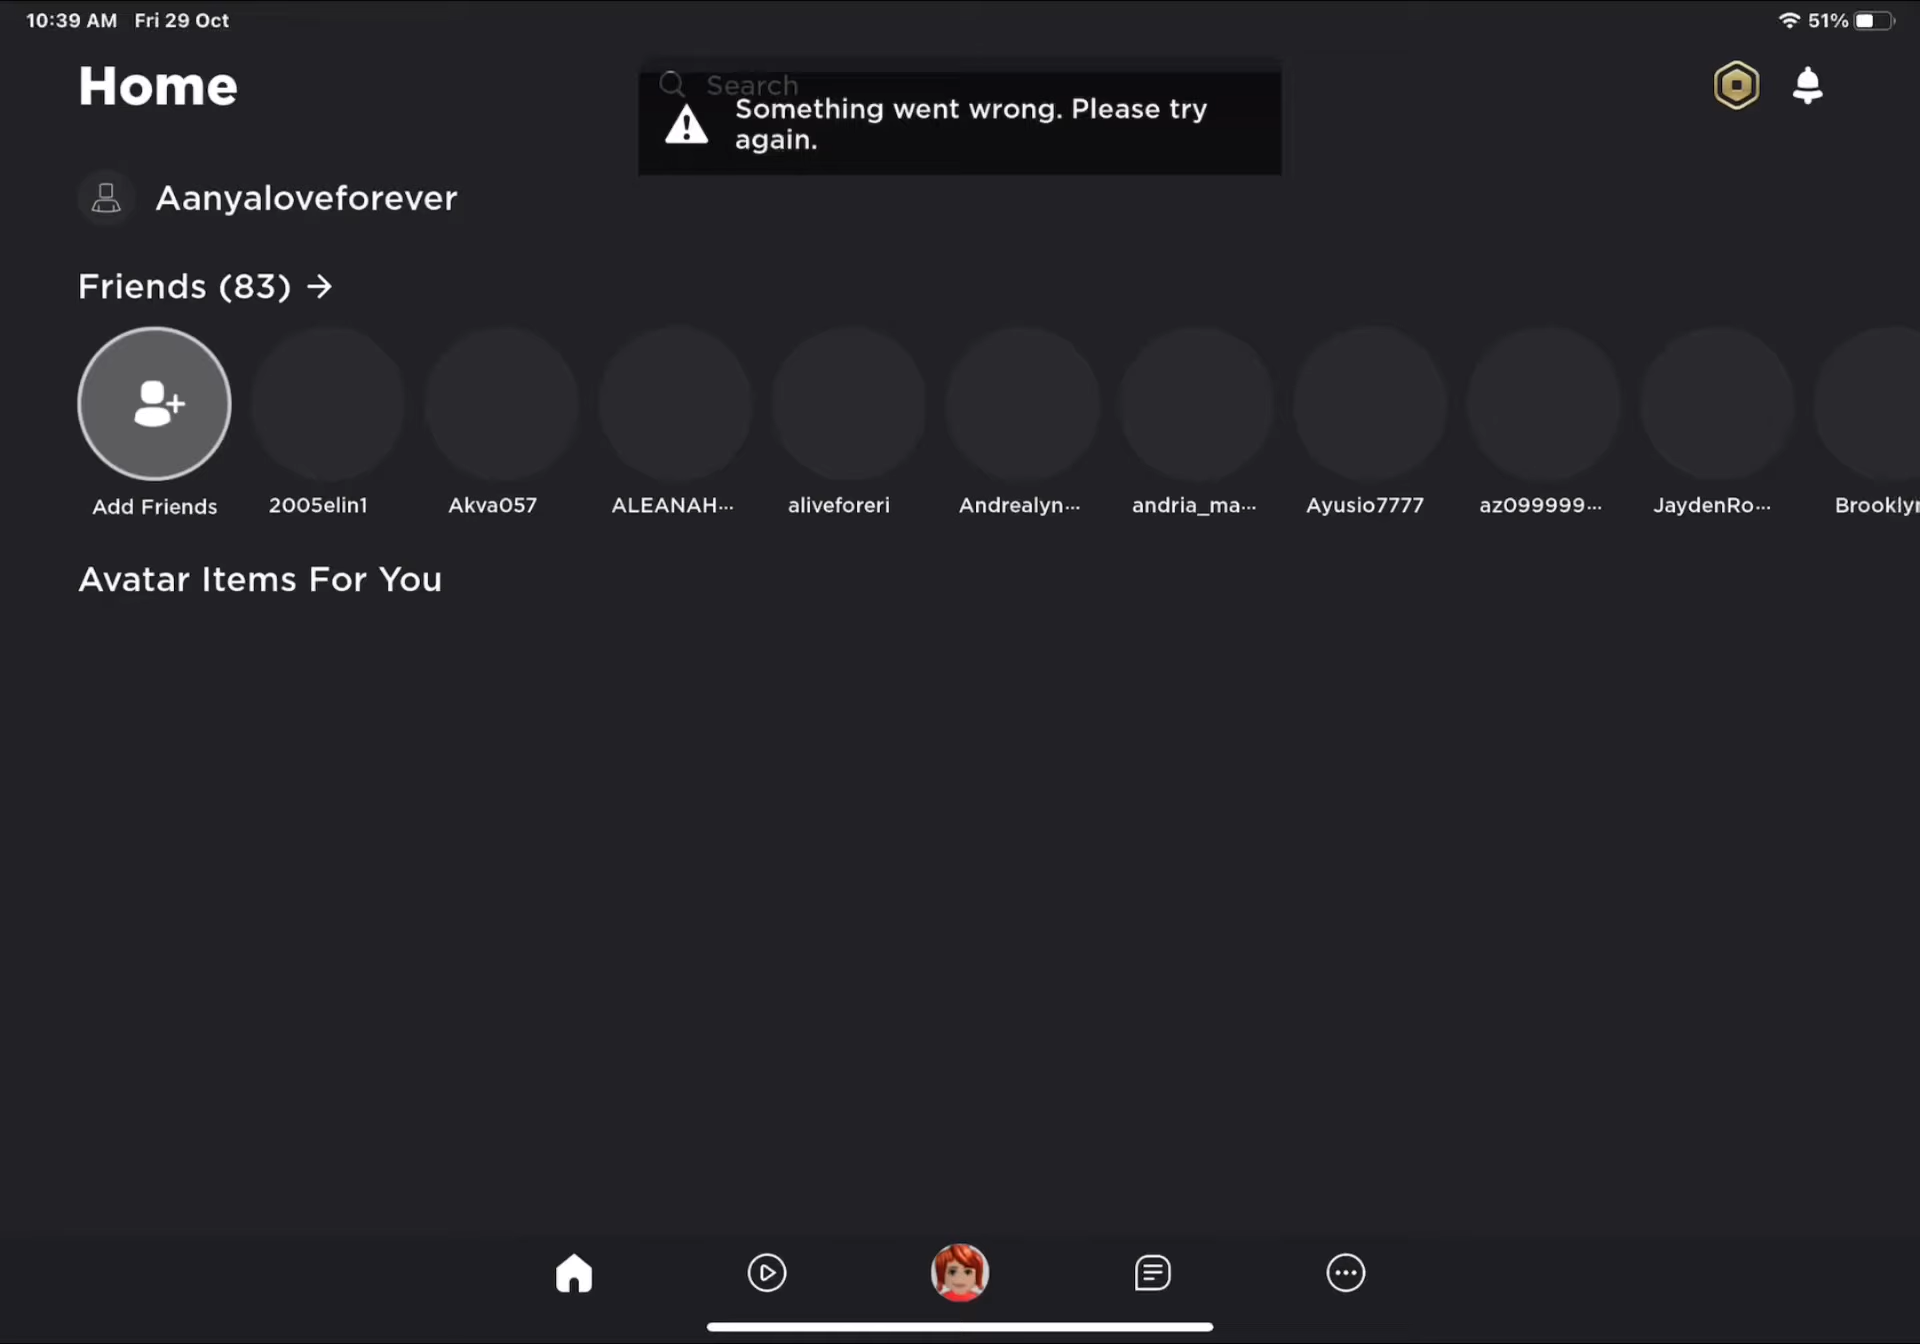 10:39 AM Fri 29 Oct
51%
Home
Search
Something went wrong. Please try
again.
Aanyaloveforever
Friends (83) →
Add Friends
2005elin1
Akva057
ALEANAH...
aliveforeri
Andrealyn...
andria_ma...
Ayusio7777
az099999...
JaydenRo...
Brooklyn
Avatar Items For You